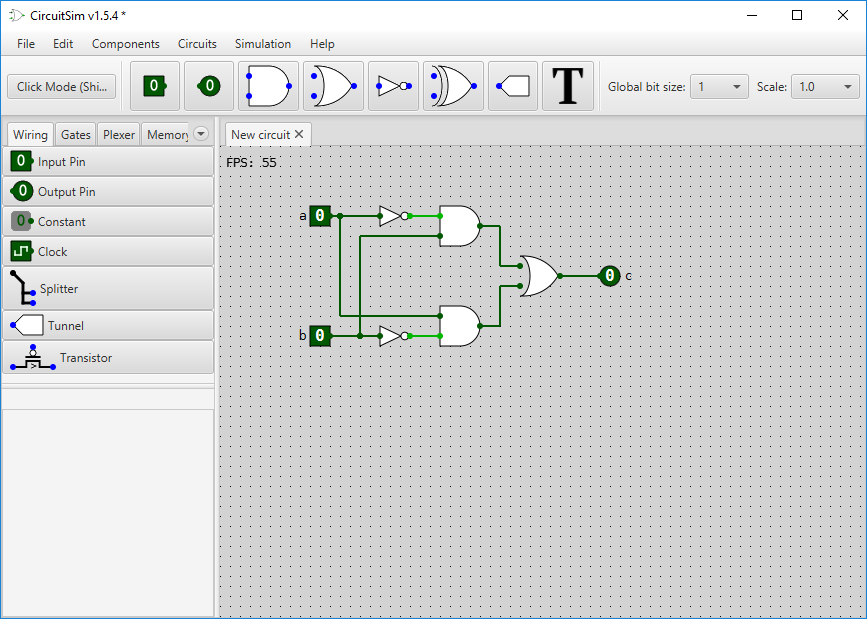 CircuitSim v1.5.4 *
File Edit Components Circuits Simulation Help
Click Mode (Shi... 0 0 T Global bit size: 1 Scale: 1.0
Wiring Gates Plexer Memory New circuit
0 Input Pin
0 Output Pin
0 Constant
Clock
Splitter
Tunnel
> Transistor
FPS: 55
a 0
0 c
b 0